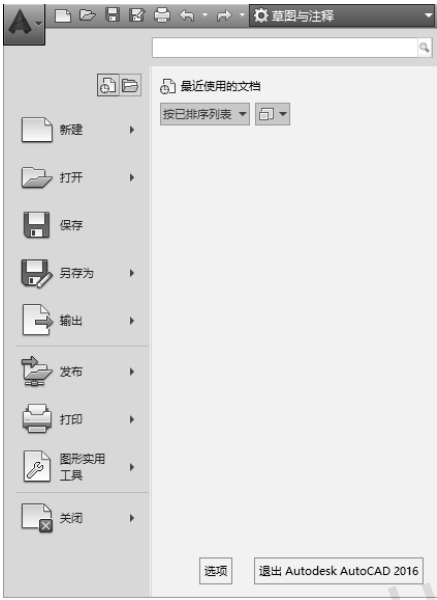 草图与注释
最近使用的文档
按已排序列表
新建
打开
保存
另存为
输出
发布
打印
图形实用
工具
关闭
选项
退出 Autodesk AutoCAD 2016